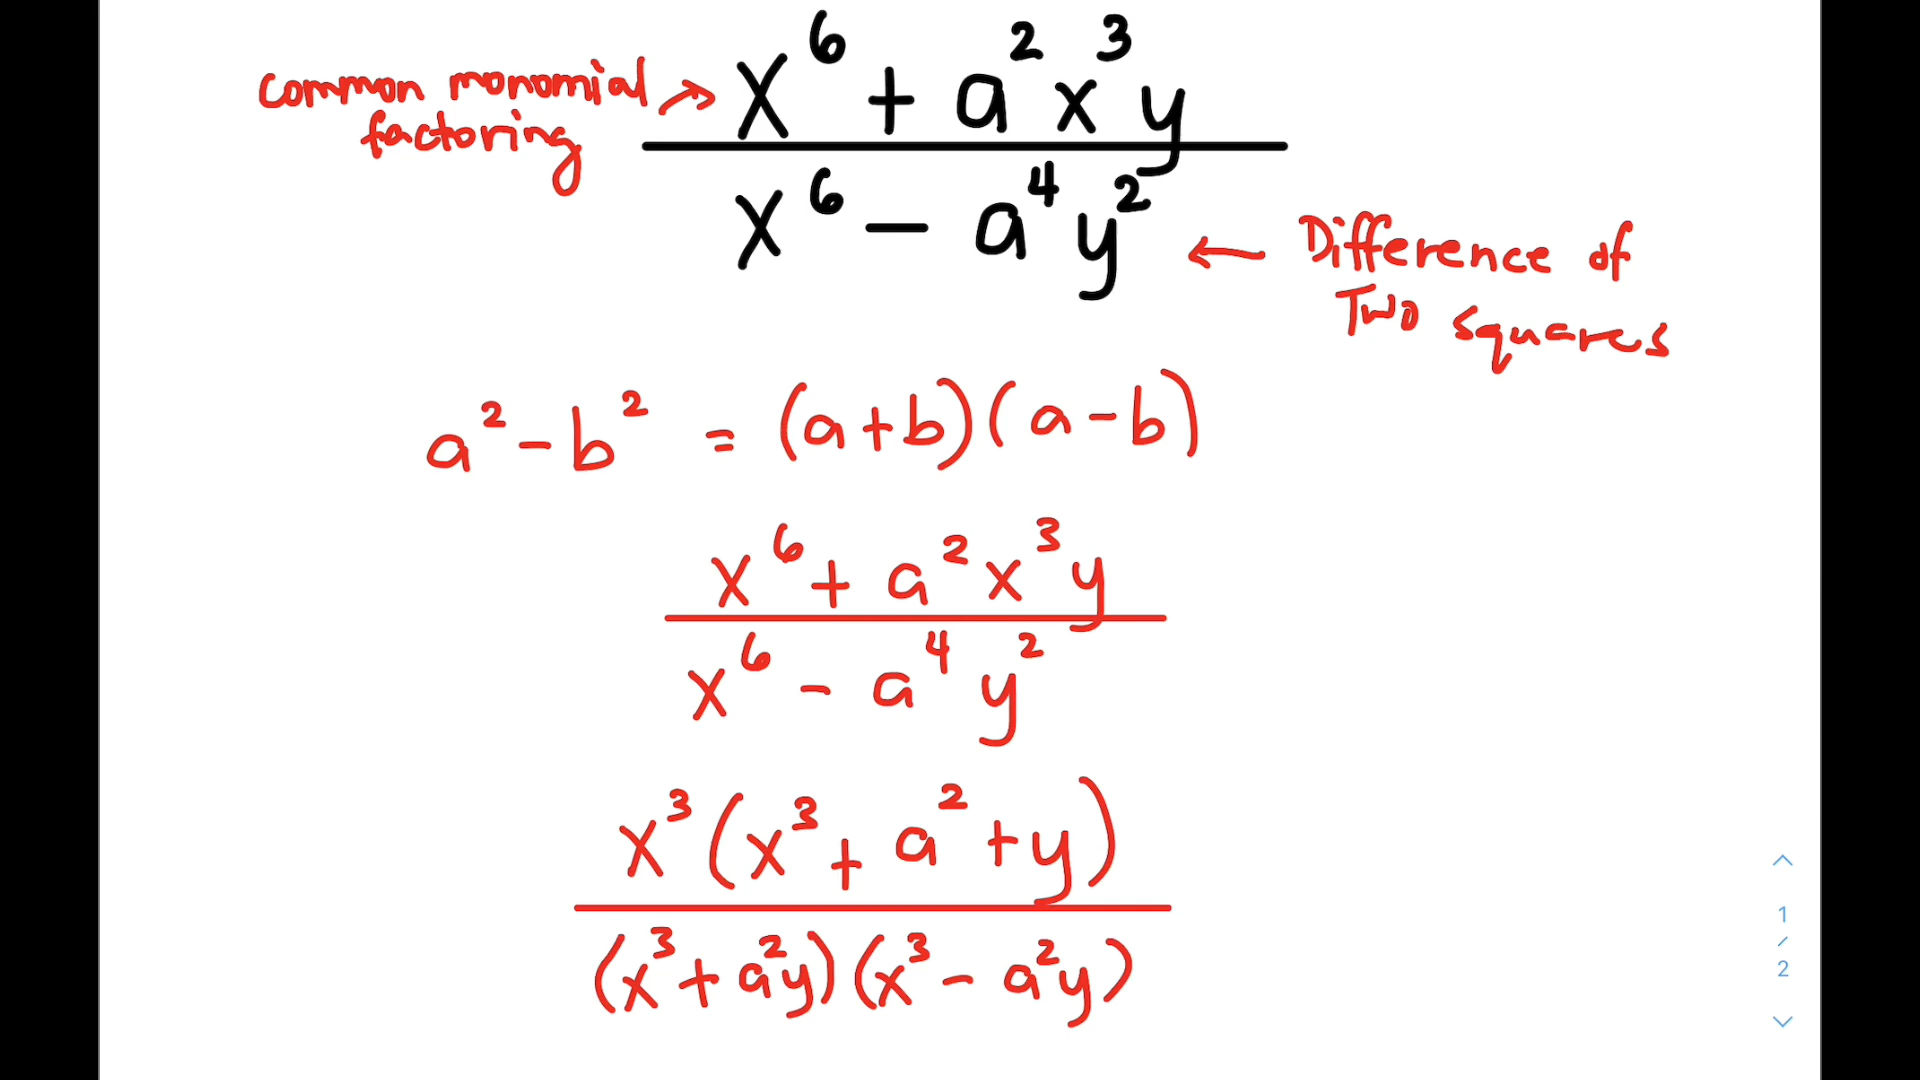 x⁶ + a²x³y
common monomial →
factoring
x⁶ - a⁴y²
← Difference of
Two squares
a² - b² = (a+b)(a-b)
x⁶ + a²x³y
x⁶ - a⁴y²
x³(x³ + a² + y)
(x³ + a²y)(x³ - a²y)
1
/
2